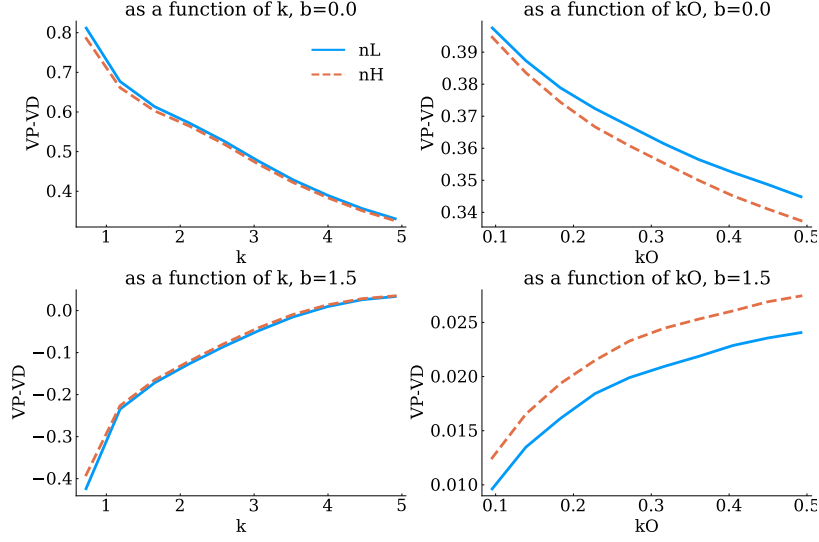 as a function of k, b=0.0
VP-VD
0.8
0.7
0.6
0.5
0.4
nL
nH
1 2 3 4 5
k
as a function of kO, b=0.0
VP-VD
0.39
0.38
0.37
0.36
0.35
0.34
0.1 0.2 0.3 0.4 0.5
kO
as a function of k, b=1.5
VP-VD
0.0
−0.1
−0.2
−0.3
−0.4
1 2 3 4 5
k
as a function of kO, b=1.5
VP-VD
0.025
0.020
0.015
0.010
0.1 0.2 0.3 0.4 0.5
kO